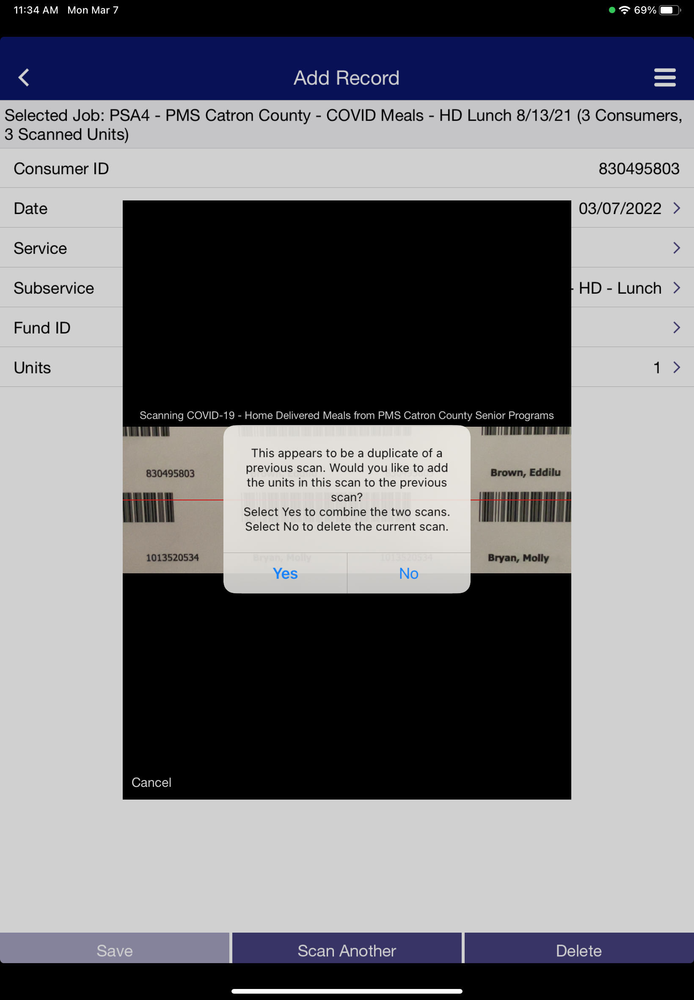 11:34 AM Mon Mar 7
69%
Add Record
Selected Job: PSA4 - PMS Catron County - COVID Meals - HD Lunch 8/13/21 (3 Consumers,
3 Scanned Units)
Consumer ID 830495803
Date 03/07/2022
Service
Subservice - HD - Lunch
Fund ID
Units 1
Scanning COVID-19 - Home Delivered Meals from PMS Catron County Senior Programs
830495803
Brown, Eddilu
This appears to be a duplicate of a
previous scan. Would you like to add
the units in this scan to the previous
scan?
Select Yes to combine the two scans.
Select No to delete the current scan.
1013520534 Bryan, Molly 1013520534 Bryan, Molly
Yes No
Cancel
Save Scan Another Delete